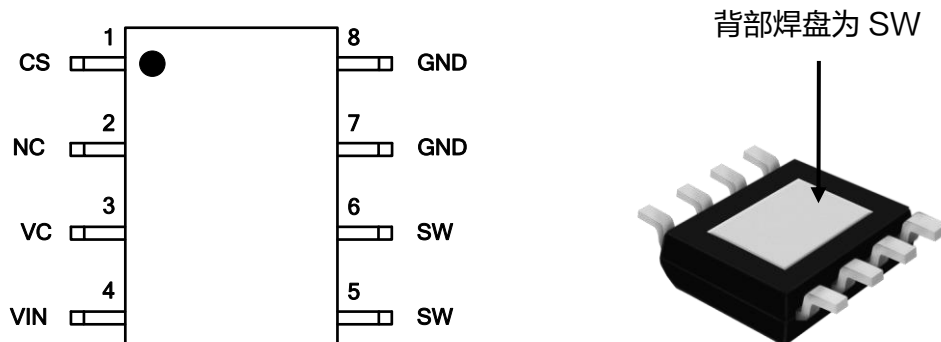 背部焊盘为 SW
1 8
CS GND
2 7
NC GND
3 6
VC SW
4 5
VIN SW